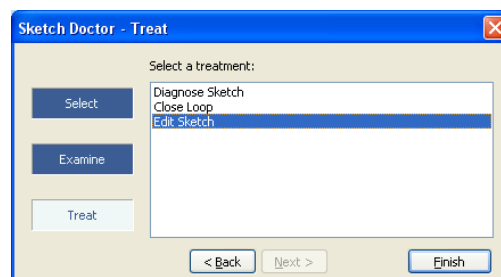 Sketch Doctor - Treat
Select a treatment:
Select
Examine
Treat
Diagnose Sketch
Close Loop
Edit Sketch
< Back
Next >
Finish